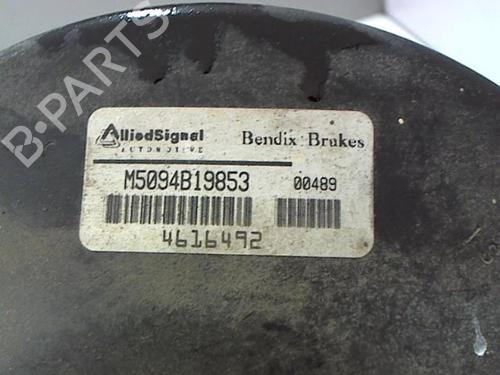 B-PARTS
AlliedSignal Bendix Brakes
AUTOMOTIVE
M5094B19853 00489
4616492